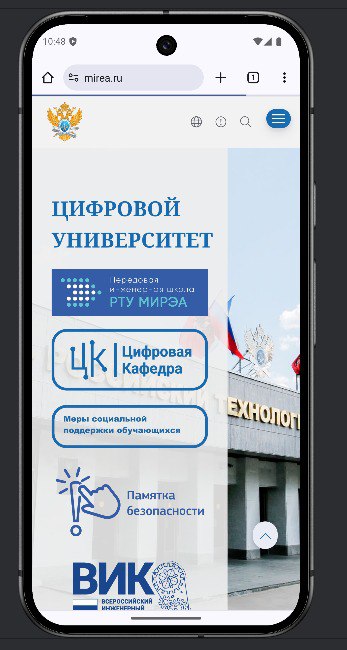 10:48
mirea.ru
1
ЦИФРОВОЙ
УНИВЕРСИТЕТ
Передовая
инженерная школа
РТУ МИРЭА
ЦК
Цифровая
Кафедра
ТЕХНОЛОГ
Меры социальной
поддержки обучающихся
Памятка
безопасности
ВИК
ВСЕРОССИЙСКИЙ
ИНЖЕНЕРНЫЙ